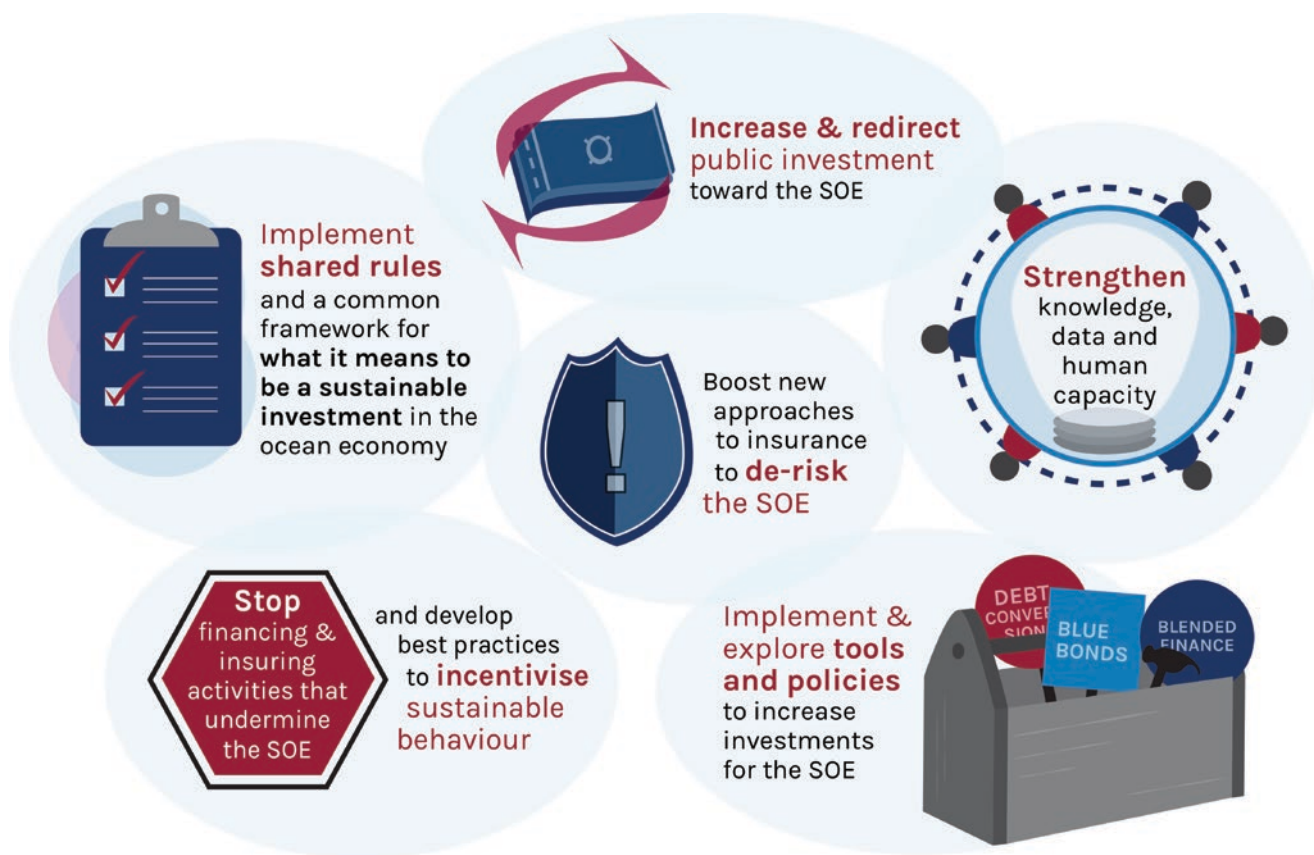 Increase & redirect
public investment
toward the SOE
Implement
shared rules
and a common
framework for
what it means to
be a sustainable
investment in the
ocean economy
Strengthen
knowledge,
data and
human
capacity
Boost new
approaches
to insurance
to de-risk
the SOE
Stop
financing &
insuring
activities that
undermine
the SOE
and develop
best practices
to incentivise
sustainable
behaviour
Implement &
explore tools
and policies
to increase
investments
for the SOE
DEBT
CONVER
SION
BLUE
BONDS
BLENDED
FINANCE